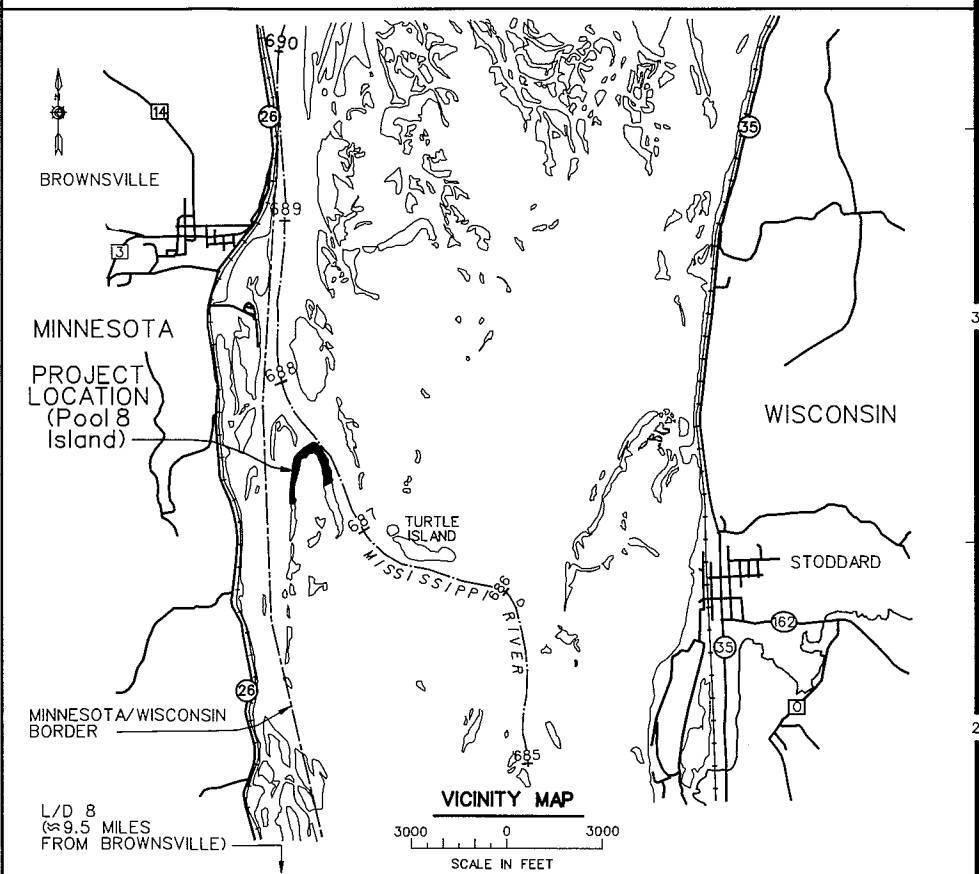 690
26
14
35
BROWNSVILLE
689
3
MINNESOTA
3
688
PROJECT
LOCATION
(Pool 8
Island)
WISCONSIN
687
TURTLE
ISLAND
MISSISSIPPI RIVER
686
STODDARD
162
35
26
O
MINNESOTA/WISCONSIN
BORDER
2
685
L/D 8
(≈9.5 MILES
FROM BROWNSVILLE)
VICINITY MAP
3000 0 3000
SCALE IN FEET
N